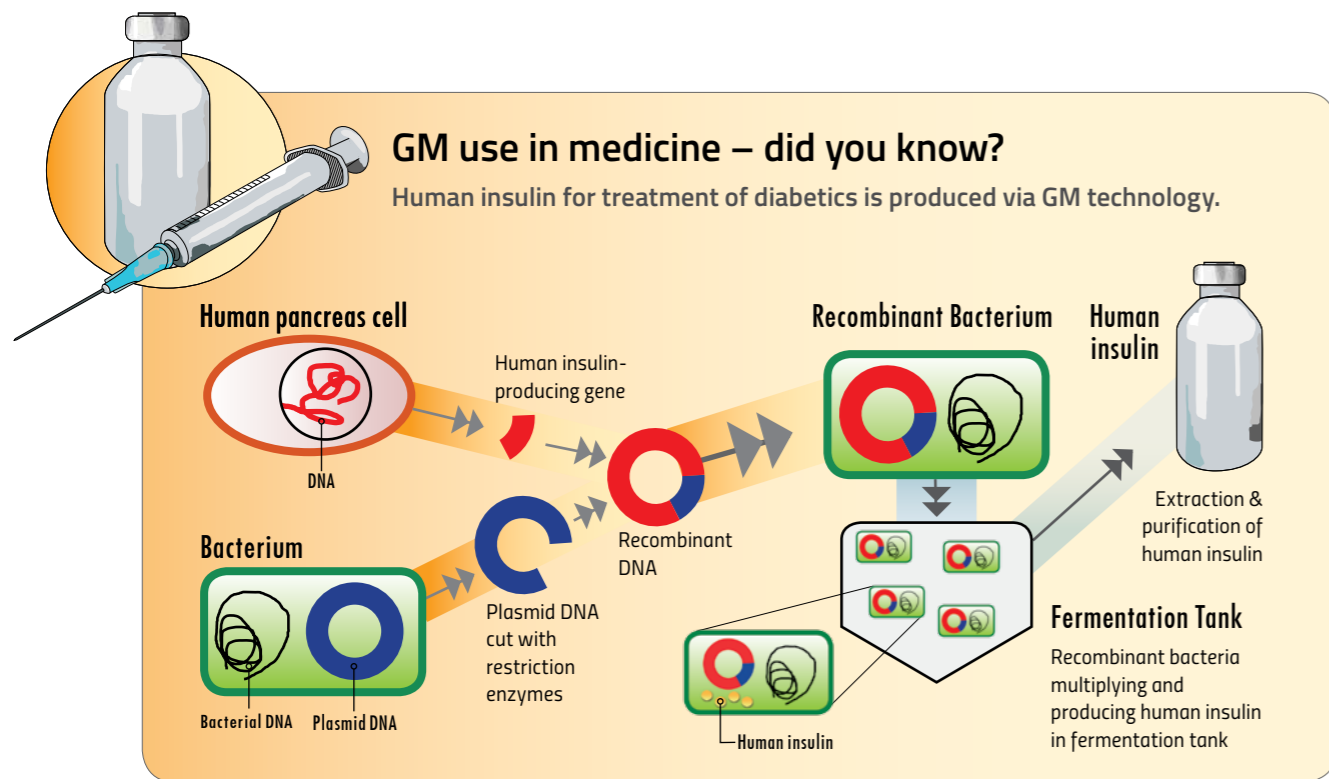 GM use in medicine – did you know?
Human insulin for treatment of diabetics is produced via GM technology.
Human pancreas cell
DNA
Human insulin-
producing gene
Bacterium
Bacterial DNA
Plasmid DNA
Plasmid DNA
cut with
restriction
enzymes
Recombinant
DNA
Recombinant Bacterium
Human insulin
Human
insulin
Extraction &
purification of
human insulin
Fermentation Tank
Recombinant bacteria
multiplying and
producing human insulin
in fermentation tank